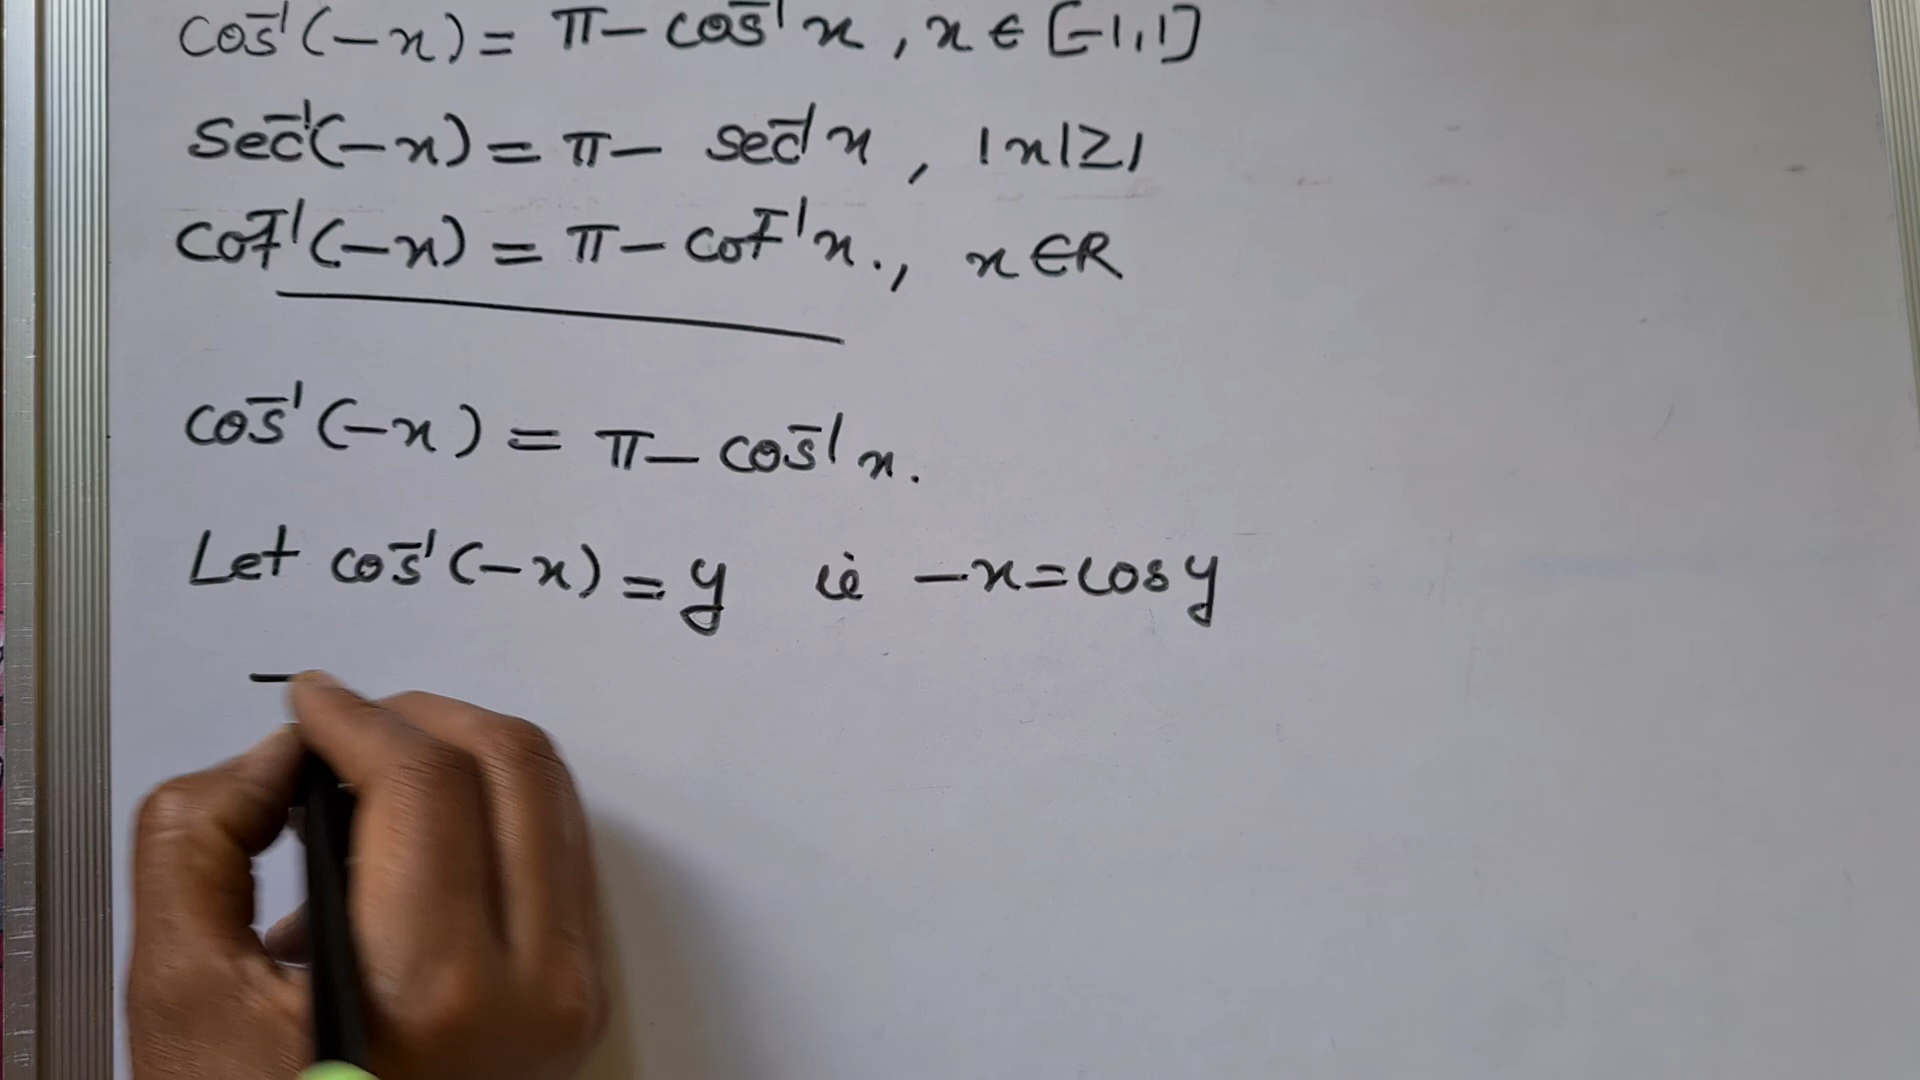 cos⁻¹(-x) = π - cos⁻¹x , x ∈ [-1,1]
sec⁻¹(-x) = π - sec⁻¹x , |x|≥1
cot⁻¹(-x) = π - cot⁻¹x . , x ∈ R
cos⁻¹(-x) = π - cos⁻¹x .
Let cos⁻¹(-x) = y ie -x = cos y